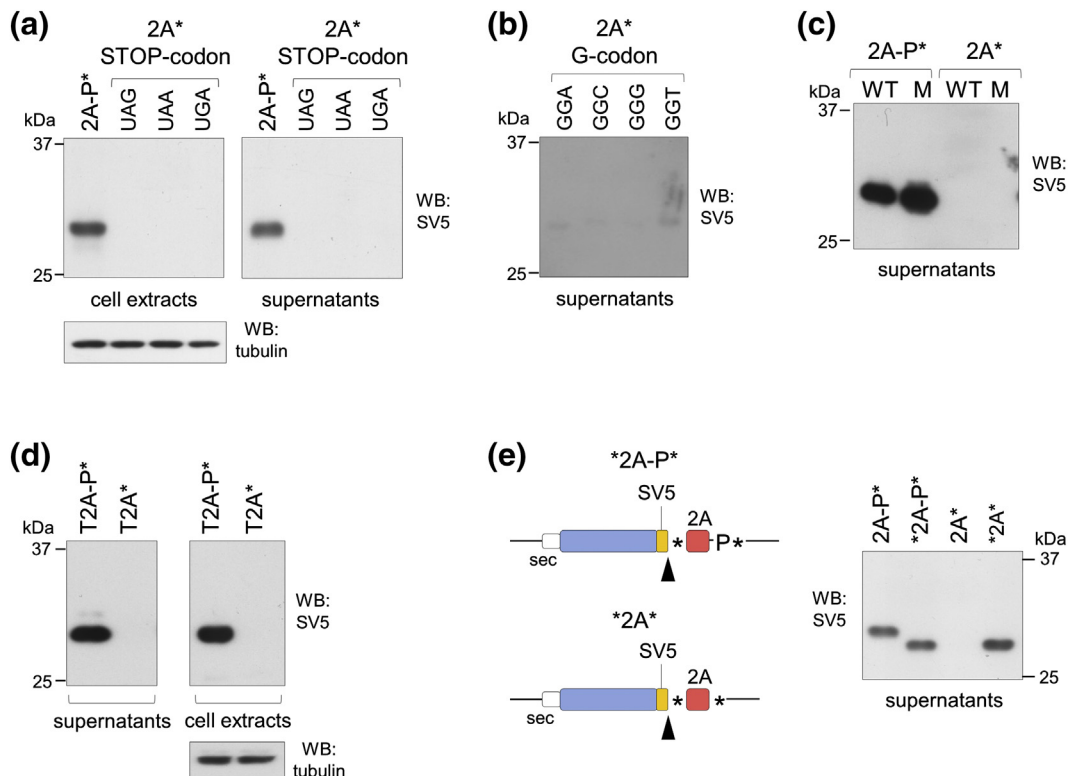 (a)
2A*
STOP-codon
2A*
STOP-codon
2A-P*
UAG
UAA
UGA
2A-P*
UAG
UAA
UGA
kDa
37
25
WB:
SV5
cell extracts
supernatants
WB:
tubulin
(b)
2A*
G-codon
GGA
GGC
GGG
GGT
kDa
37
25
WB:
SV5
supernatants
(c)
2A-P* 2A*
WT M WT M
37
25
WB:
SV5
supernatants
(d)
T2A-P*
T2A*
T2A-P*
T2A*
kDa
37
25
WB:
SV5
supernatants
cell extracts
WB:
tubulin
(e)
*2A-P*
SV5
2A
* P*
sec
*2A*
SV5
2A
* *
sec
2A-P*
*2A-P*
2A*
*2A*
kDa
37
25
WB:
SV5
supernatants